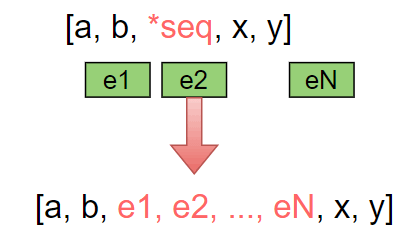 [a, b, *seq, x, y]
e1 e2 eN
[a, b, e1, e2, ..., eN, x, y]